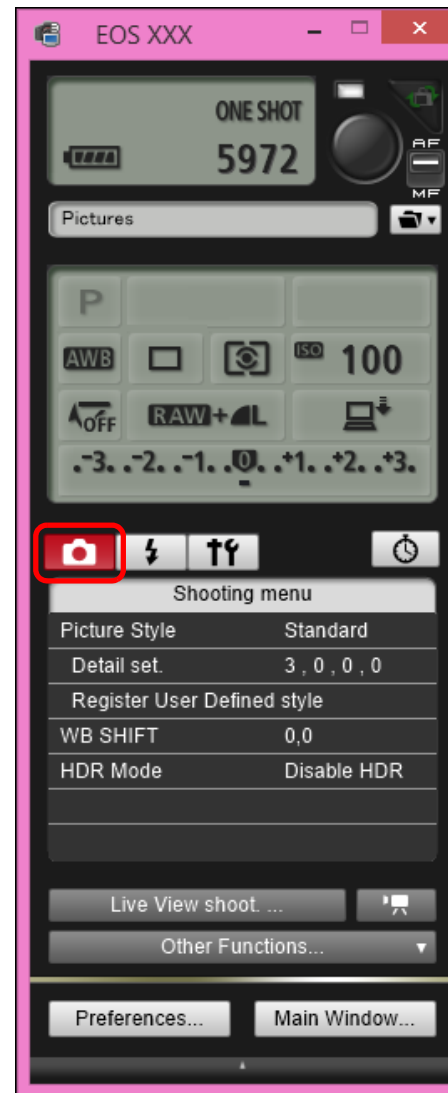 EOS XXX
ONE SHOT
5972
AF
MF
Pictures
P
AWB ISO 100
OFF RAW+L
.-3. .-2. .-1. .0. .+1. .+2. .+3.
Shooting menu
Picture Style Standard
Detail set. 3 , 0 , 0 , 0
Register User Defined style
WB SHIFT 0,0
HDR Mode Disable HDR
Live View shoot. ...
Other Functions...
Preferences... Main Window...